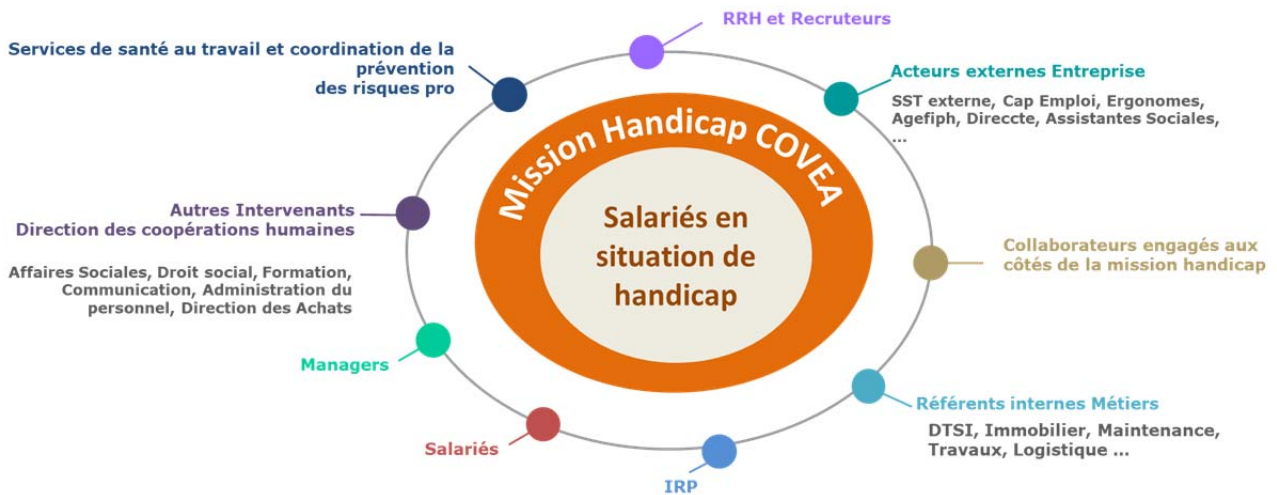 RRH et Recruteurs
Services de santé au travail et coordination de la
prévention
des risques pro
Acteurs externes Entreprise
SST externe, Cap Emploi, Ergonomes,
Agefiph, Direccte, Assistantes Sociales,
...
Mission Handicap COVEA
Salariés en
situation de
handicap
Autres Intervenants
Direction des coopérations humaines
Affaires Sociales, Droit social, Formation,
Communication, Administration du
personnel, Direction des Achats
Collaborateurs engagés aux
côtés de la mission handicap
Managers
Référents internes Métiers
DTSI, Immobilier, Maintenance,
Travaux, Logistique ...
Salariés
IRP